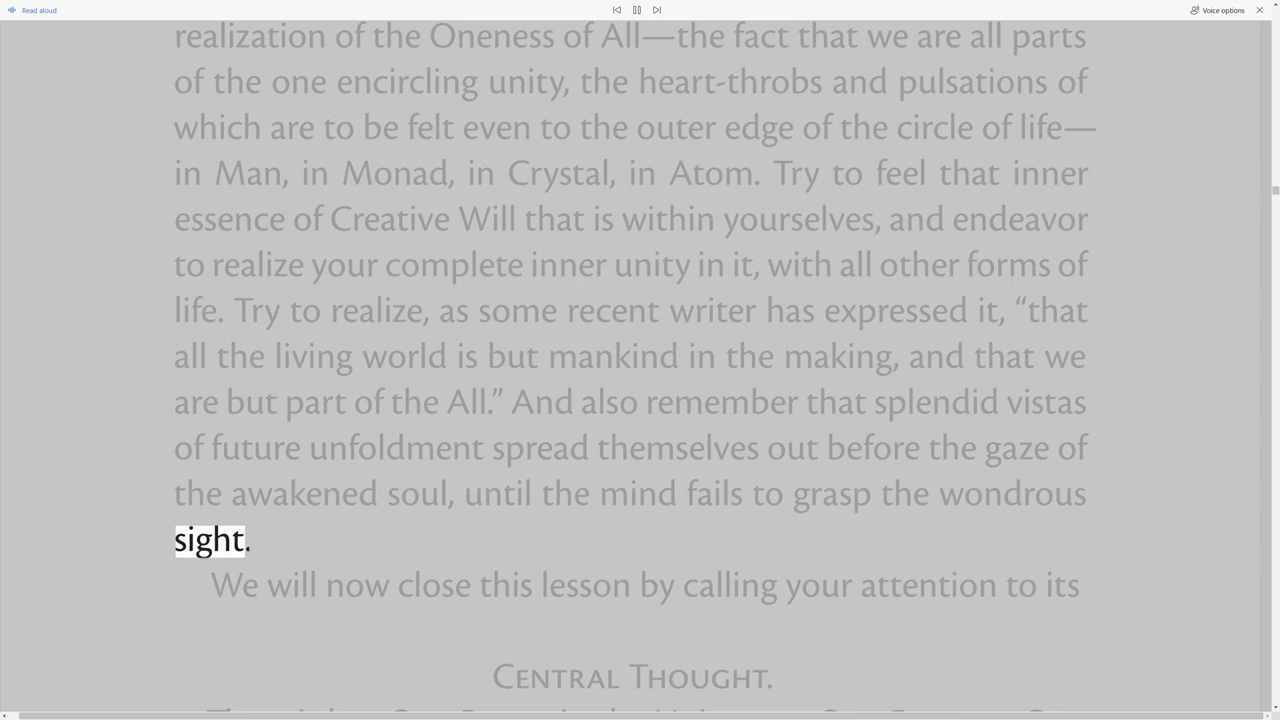 Read aloud
Voice options
realization of the Oneness of All—the fact that we are all parts
of the one encircling unity, the heart-throbs and pulsations of
which are to be felt even to the outer edge of the circle of life—
in Man, in Monad, in Crystal, in Atom. Try to feel that inner
essence of Creative Will that is within yourselves, and endeavor
to realize your complete inner unity in it, with all other forms of
life. Try to realize, as some recent writer has expressed it, “that
all the living world is but mankind in the making, and that we
are but part of the All.” And also remember that splendid vistas
of future unfoldment spread themselves out before the gaze of
the awakened soul, until the mind fails to grasp the wondrous
sight.
We will now close this lesson by calling your attention to its
Central Thought.